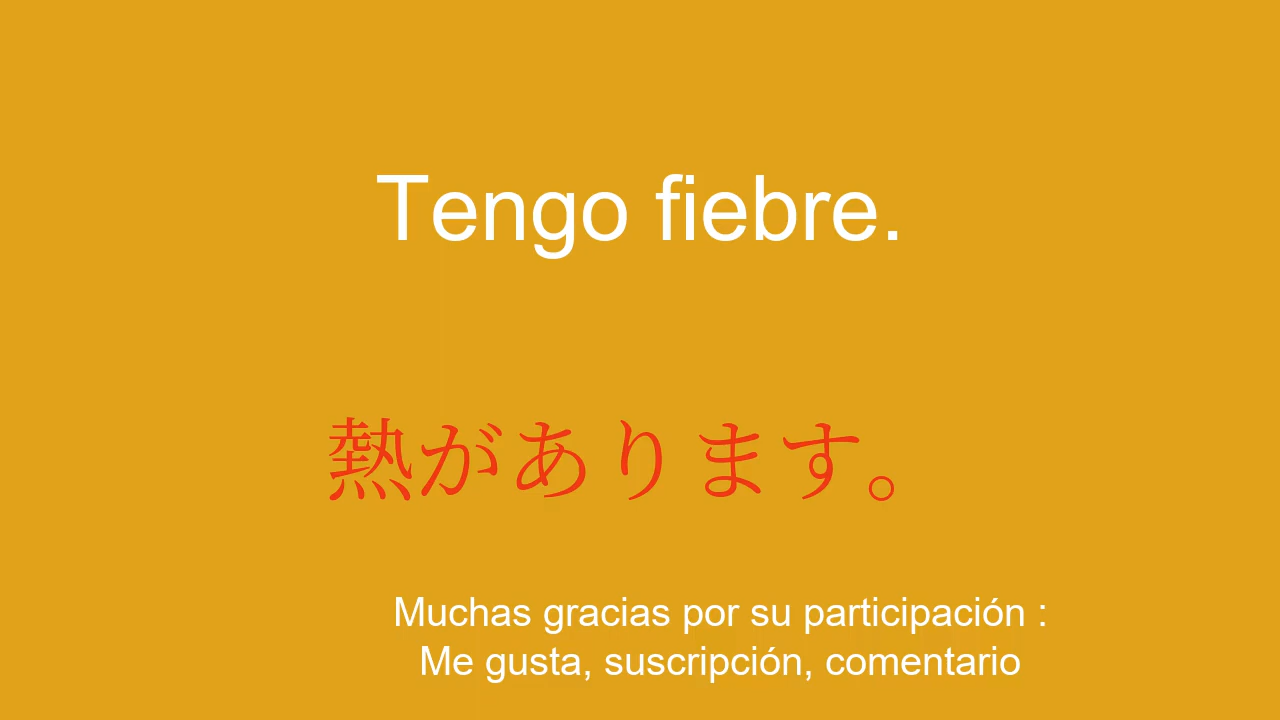 Tengo fiebre.
熱があります。
Muchas gracias por su participación :
Me gusta, suscripción, comentario